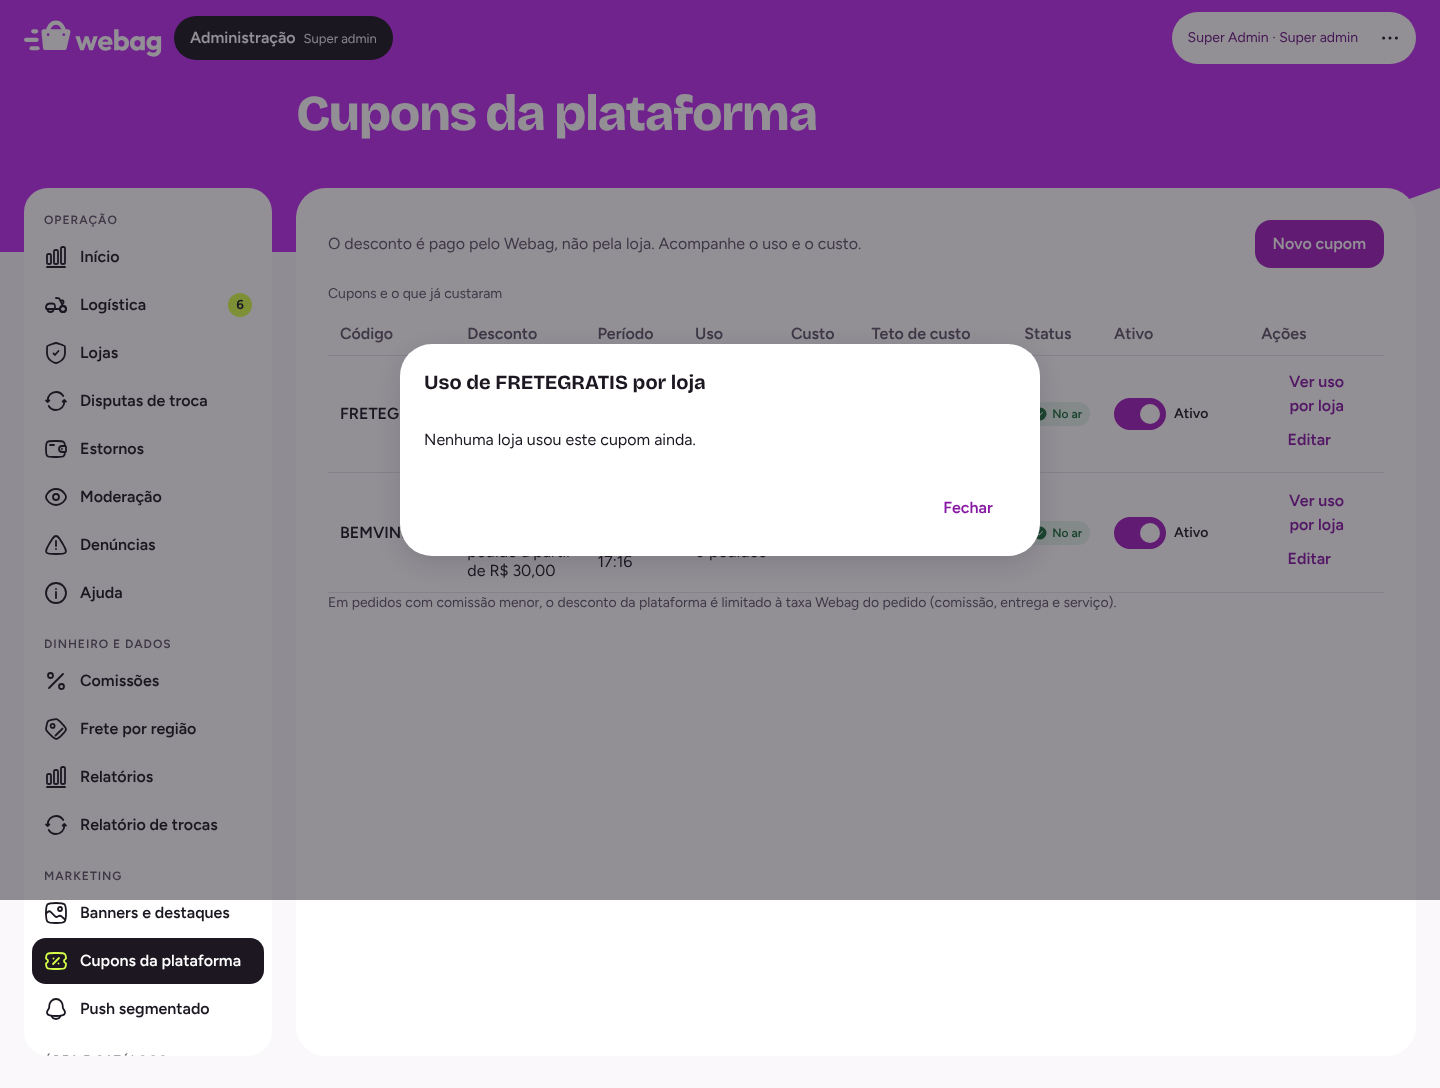 webag
Administração Super admin
Super Admin · Super admin
Cupons da plataforma
OPERAÇÃO
Início
Logística 6
Lojas
Disputas de troca
Estornos
Moderação
Denúncias
Ajuda
DINHEIRO E DADOS
Comissões
Frete por região
Relatórios
Relatório de trocas
MARKETING
Banners e destaques
Cupons da plataforma
Push segmentado
O desconto é pago pelo Webag, não pela loja. Acompanhe o uso e o custo.
Novo cupom
Cupons e o que já custaram
Código Desconto Período Uso Custo Teto de custo Status Ativo Ações
FRETEG
No ar
Ativo
Ver uso
por loja
Editar
Uso de FRETEGRATIS por loja
Nenhuma loja usou este cupom ainda.
Fechar
BEMVIN
de R$ 30,00
17:16
No ar
Ativo
Ver uso
por loja
Editar
Em pedidos com comissão menor, o desconto da plataforma é limitado à taxa Webag do pedido (comissão, entrega e serviço).